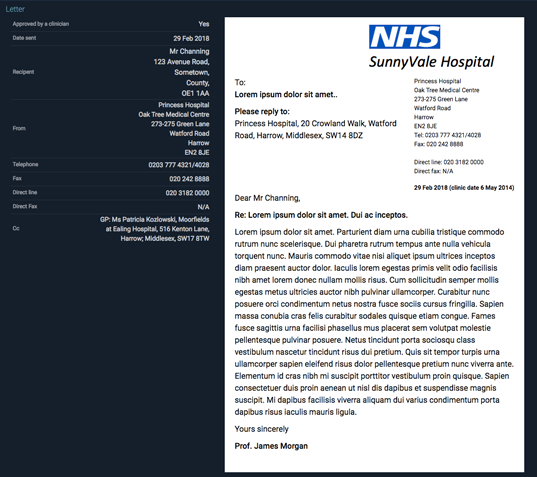 Letter
Approved by a clinician Yes
Date sent 29 Feb 2018
Recipent Mr Channing
123 Avenue Road,
Sometown,
County,
OE1 1AA
From Princess Hospital
Oak Tree Medical Centre
273-275 Green Lane
Watford Road
Harrow
EN2 8JE
Telephone 0203 777 4321/4028
Fax 020 242 8888
Direct line 020 3182 0000
Direct Fax N/A
Cc GP: Ms Patricia Kozlowski, Moorfields
at Ealing Hospital, 516 Kenton Lane,
Harrow; Middlesex, SW17 8TW
NHS
SunnyVale Hospital
To:
Lorem ipsum dolor sit amet..
Please reply to:
Princess Hospital, 20 Crowland Walk, Watford
Road, Harrow, Middlesex, SW14 8DZ
Princess Hospital
Oak Tree Medical Centre
273-275 Green Lane
Watford Road
Harrow
EN2 8JE
Tel: 0203 777 4321/4028
Fax: 020 242 8888
Direct line: 020 3182 0000
Direct fax: N/A
29 Feb 2018 (clinic date 6 May 2014)
Dear Mr Channing,
Re: Lorem ipsum dolor sit amet. Dui ac inceptos.
Lorem ipsum dolor sit amet. Parturient diam urna cubilia tristique commodo
rutrum nunc scelerisque. Dui pharetra rutrum tempus ante nulla vehicula
torquent nunc. Mauris commodo vitae nisi aliquet ipsum ultrices inceptos
diam praesent auctor dolor. Iaculis lorem egestas primis velit odio facilisis
nibh amet lorem donec nullam mollis risus. Cum sollicitudin semper mollis
egestas metus ultricies auctor nibh pulvinar ullamcorper. Curabitur nunc
posuere orci condimentum netus nostra fusce sociis cursus fringilla. Sapien
massa conubia cras felis curabitur sodales quisque etiam congue. Fames
fusce sagittis urna facilisi phasellus mus placerat sem volutpat molestie
pellentesque pulvinar posuere. Netus tincidunt porta sociosqu class
vestibulum nascetur tincidunt risus dui pretium. Quis sit tempor turpis urna
ullamcorper sapien eleifend risus dolor pellentesque pretium nunc viverra ante.
Elementum id cras nibh mi suscipit porttitor vestibulum proin quisque. Sapien
consectetuer duis proin aenean ut nisl dis dapibus et suspendisse magnis
suscipit. Mi dapibus facilisis viverra aliquam dui varius condimentum porta
dapibus risus iaculis mauris ligula.
Yours sincerely
Prof. James Morgan